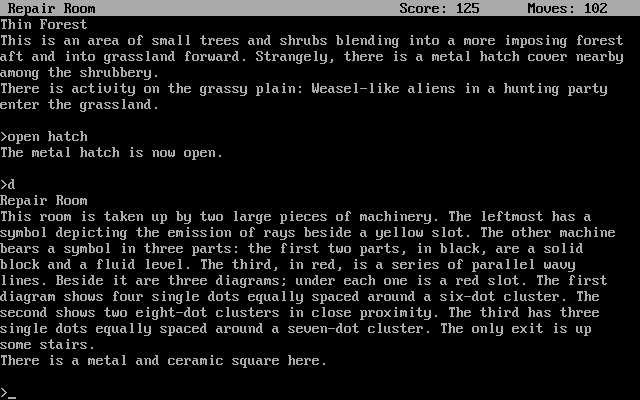 Repair Room Score: 125 Moves: 102
Thin Forest
This is an area of small trees and shrubs blending into a more imposing forest
aft and into grassland forward. Strangely, there is a metal hatch cover nearby
among the shrubbery.
There is activity on the grassy plain: Weasel-like aliens in a hunting party
enter the grassland.
>open hatch
The metal hatch is now open.
>d
Repair Room
This room is taken up by two large pieces of machinery. The leftmost has a
symbol depicting the emission of rays beside a yellow slot. The other machine
bears a symbol in three parts: the first two parts, in black, are a solid
block and a fluid level. The third, in red, is a series of parallel wavy
lines. Beside it are three diagrams; under each one is a red slot. The first
diagram shows four single dots equally spaced around a six-dot cluster. The
second shows two eight-dot clusters in close proximity. The third has three
single dots equally spaced around a seven-dot cluster. The only exit is up
some stairs.
There is a metal and ceramic square here.
>_